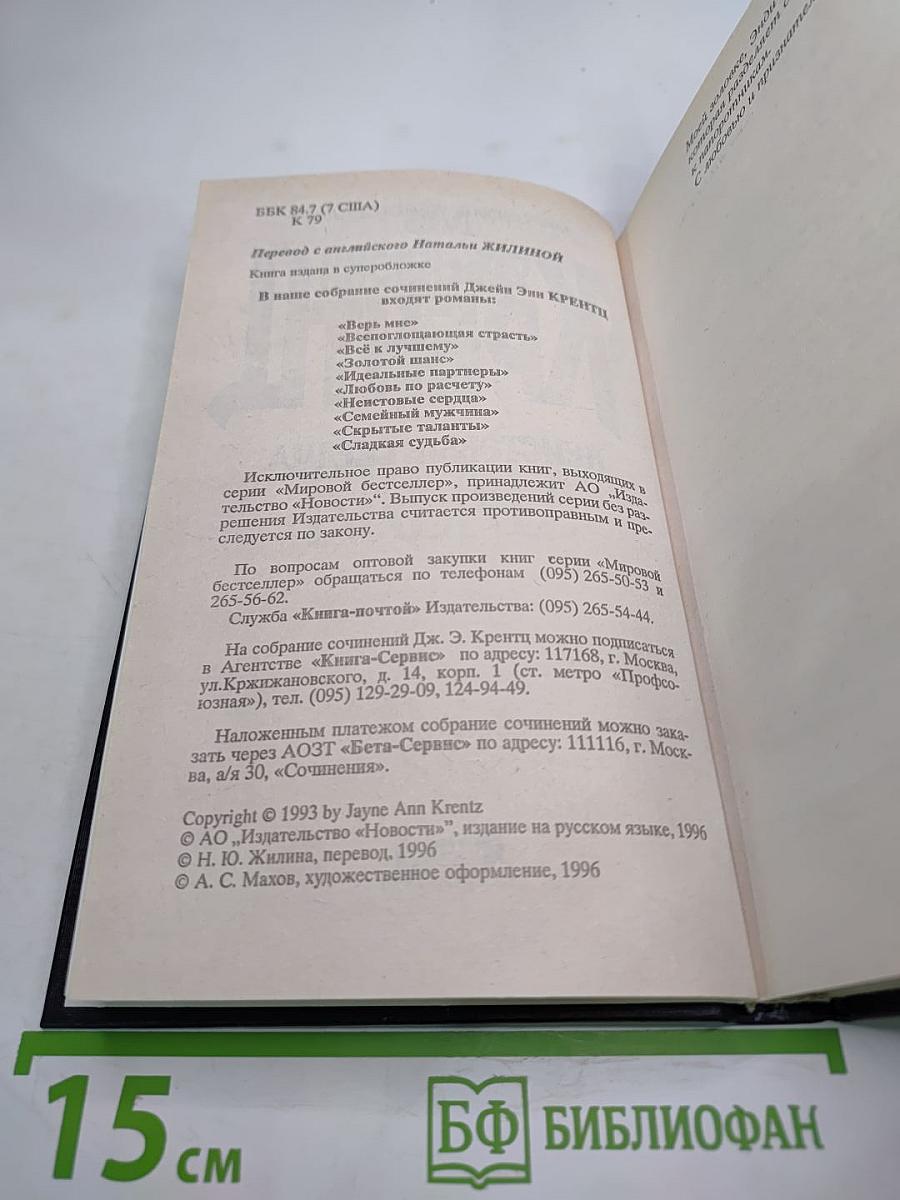 ББК 84.7 (7 США)
К 79
Перевод с английского Натальи ЖИЛИНОЙ
Книга издана в суперобложке
В наше собрание сочинений Джейн Энн КРЕНТЦ
входят романы:
«Верь мне»
«Всепоглощающая страсть»
«Всё к лучшему»
«Золотой шанс»
«Идеальные партнеры»
«Любовь по расчету»
«Неистовые сердца»
«Семейный мужчина»
«Скрытые таланты»
«Сладкая судьба»
Исключительное право публикации книг, выходящих в
серии «Мировой бестселлер», принадлежит АО „Изда-
тельство «Новости»“. Выпуск произведений серии без раз-
решения Издательства считается противоправным и пре-
следуется по закону.
По вопросам оптовой закупки книг серии «Мировой
бестселлер» обращаться по телефонам (095) 265-50-53 и
265-56-62.
Служба «Книга-почтой» Издательства: (095) 265-54-44.
На собрание сочинений Дж. Э. Крентц можно подписаться
в Агентстве «Книга-Сервис» по адресу: 117168, г. Москва,
ул.Кржижановского, д. 14, корп. 1 (ст. метро «Профсо-
юзная»), тел. (095) 129-29-09, 124-94-49.
Наложенным платежом собрание сочинений можно зака-
зать через АОЗТ «Бета-Сервис» по адресу: 111116, г. Моск-
ва, а/я 30, «Сочинения».
Copyright © 1993 by Jayne Ann Krentz
© АО „Издательство «Новости»”, издание на русском языке, 1996
© Н. Ю. Жилина, перевод, 1996
© А. С. Махов, художественное оформление, 1996
Моей золовке, Энди
которая разделяет
к папоротникам.
С любовью и
15 см
БФ БИБЛИОФАН